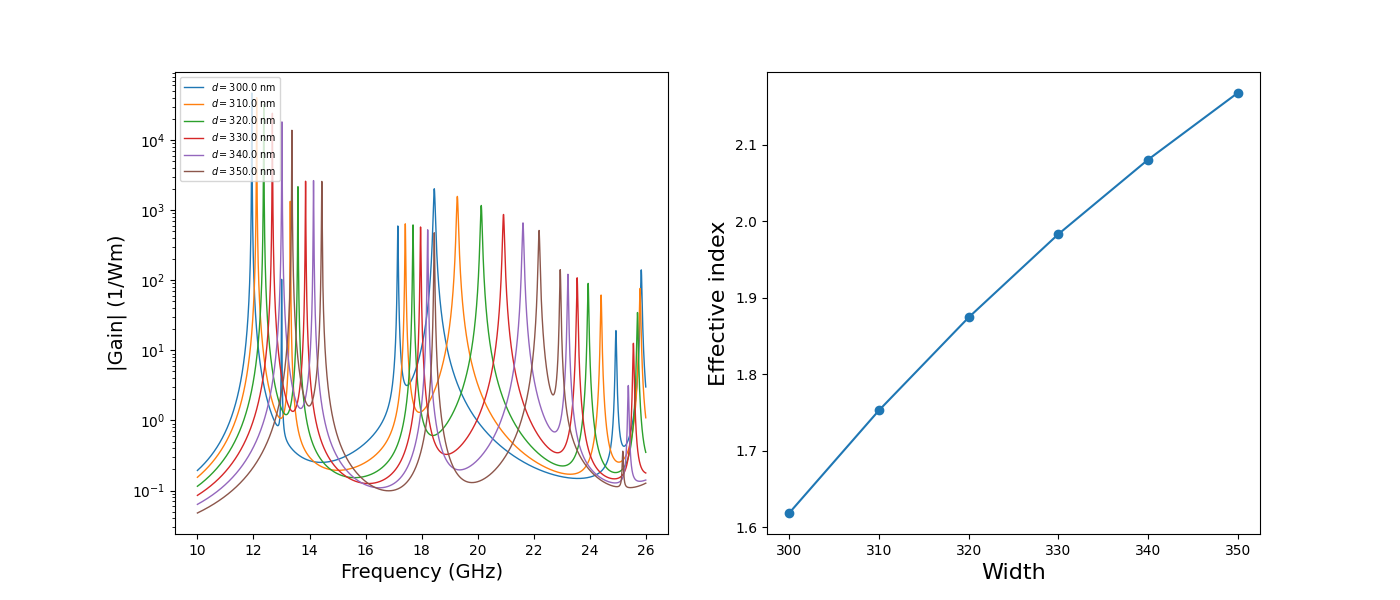 |Gain| (1/Wm)
10⁴
10³
10²
10¹
10⁰
10⁻¹
d = 300.0 nm
d = 310.0 nm
d = 320.0 nm
d = 330.0 nm
d = 340.0 nm
d = 350.0 nm
10 12 14 16 18 20 22 24 26
Frequency (GHz)
Effective index
2.1
2.0
1.9
1.8
1.7
1.6
300 310 320 330 340 350
Width